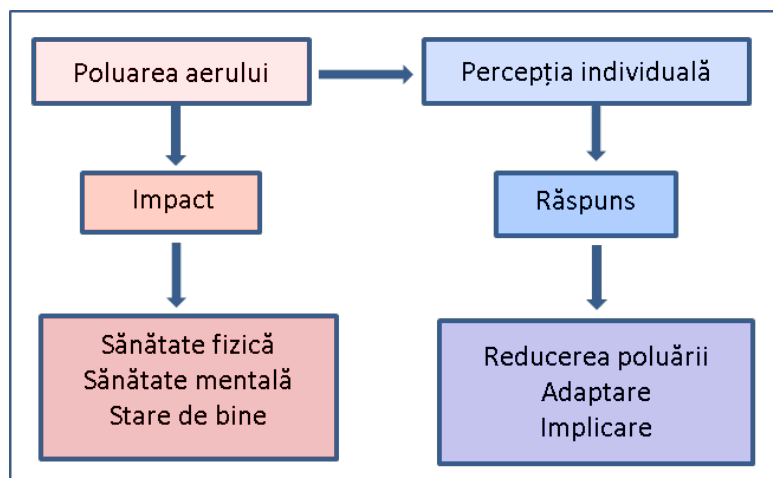 Poluarea aerului
Percepția individuală
Impact
Răspuns
Sănătate fizică
Sănătate mentală
Stare de bine
Reducerea poluării
Adaptare
Implicare